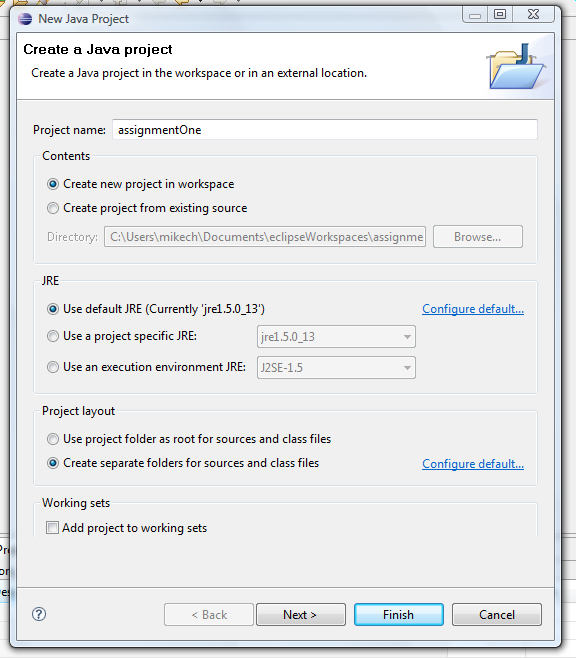 New Java Project
Create a Java project
Create a Java project in the workspace or in an external location.
Project name: assignmentOne
Contents
Create new project in workspace
Create project from existing source
Directory: C:\Users\mikech\Documents\eclipseWorkspaces\assignme Browse...
JRE
Use default JRE (Currently 'jre1.5.0_13') Configure default...
Use a project specific JRE: jre1.5.0_13
Use an execution environment JRE: J2SE-1.5
Project layout
Use project folder as root for sources and class files
Create separate folders for sources and class files Configure default...
Working sets
Add project to working sets
? < Back Next > Finish Cancel